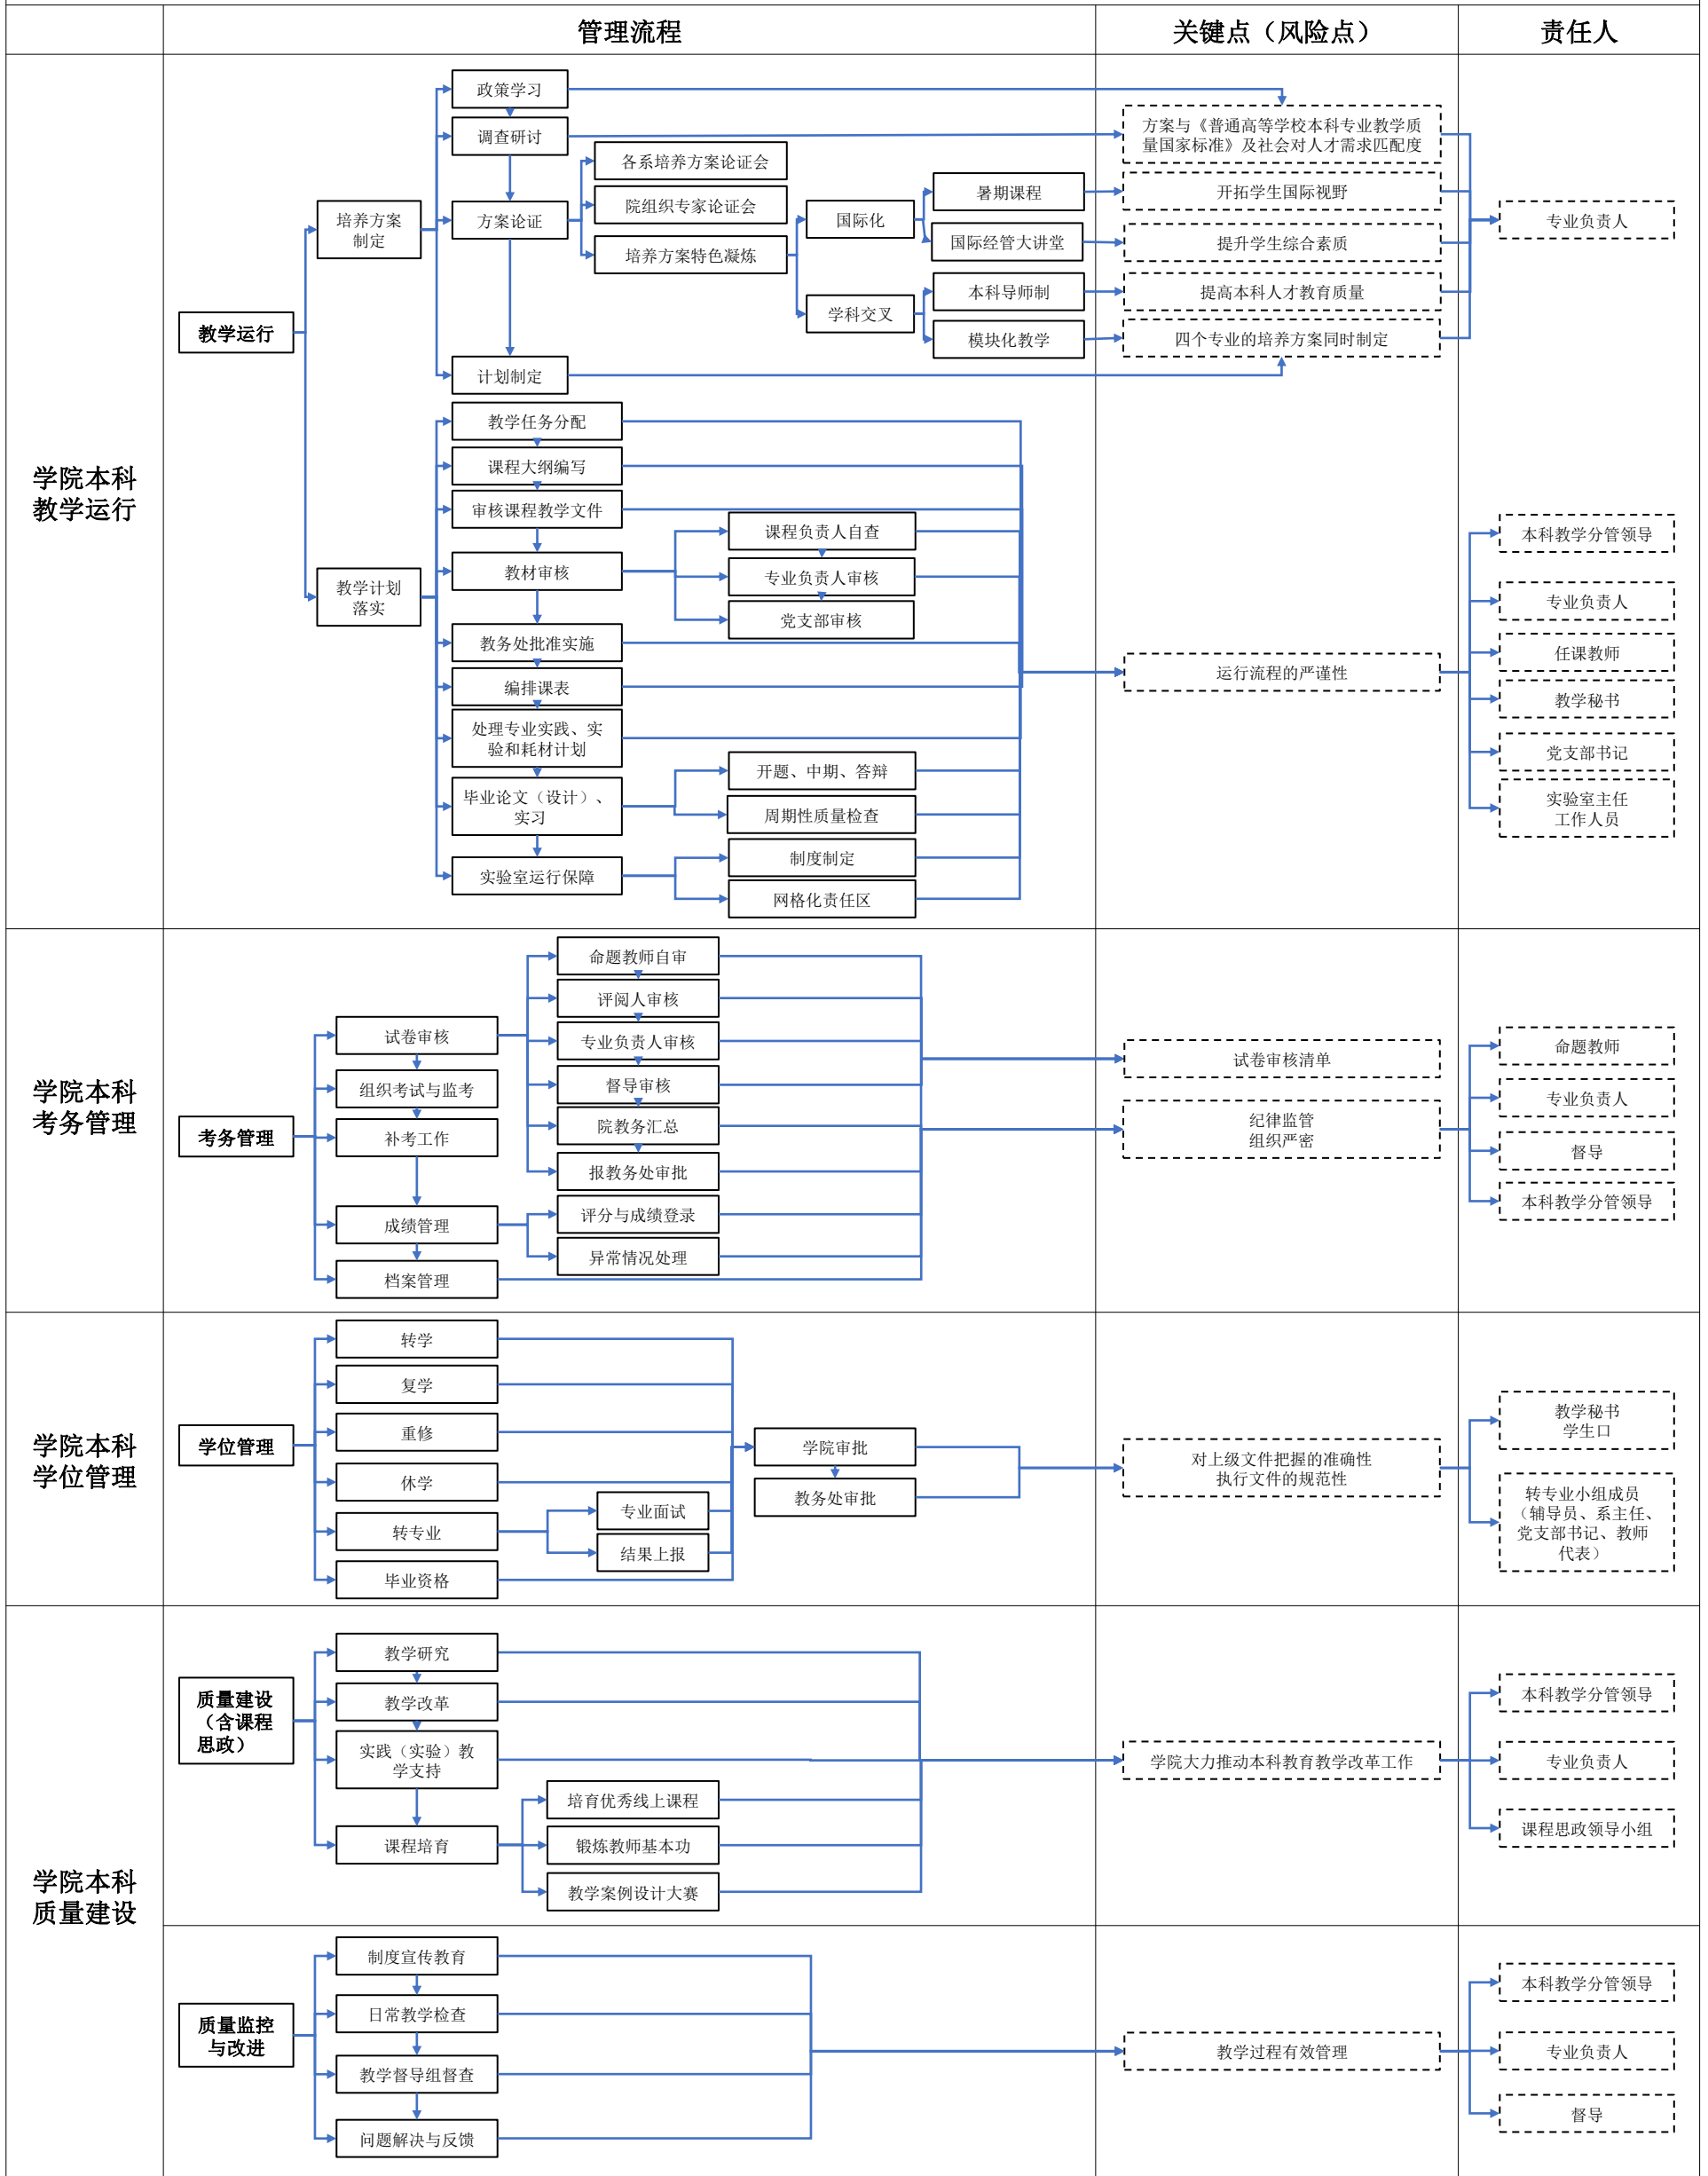 管理流程
关键点（风险点）
责任人
学院本科
教学运行
教学运行
培养方案
制定
政策学习
调查研讨
方案论证
计划制定
各系培养方案论证会
院组织专家论证会
培养方案特色凝炼
国际化
学科交叉
暑期课程
国际经管大讲堂
本科导师制
模块化教学
方案与《普通高等学校本科专业教学质
量国家标准》及社会对人才需求匹配度
开拓学生国际视野
提升学生综合素质
提高本科人才教育质量
四个专业的培养方案同时制定
专业负责人
教学计划
落实
教学任务分配
课程大纲编写
审核课程教学文件
教材审核
教务处批准实施
编排课表
处理专业实践、实
验和耗材计划
毕业论文（设计）、
实习
实验室运行保障
课程负责人自查
专业负责人审核
党支部审核
开题、中期、答辩
周期性质量检查
制度制定
网格化责任区
运行流程的严谨性
本科教学分管领导
专业负责人
任课教师
教学秘书
党支部书记
实验室主任
工作人员
学院本科
考务管理
考务管理
试卷审核
组织考试与监考
补考工作
成绩管理
档案管理
命题教师自审
评阅人审核
专业负责人审核
督导审核
院教务汇总
报教务处审批
评分与成绩登录
异常情况处理
试卷审核清单
纪律监管
组织严密
命题教师
专业负责人
督导
本科教学分管领导
学院本科
学位管理
学位管理
转学
复学
重修
休学
转专业
毕业资格
专业面试
结果上报
学院审批
教务处审批
对上级文件把握的准确性
执行文件的规范性
教学秘书
学生口
转专业小组成员
（辅导员、系主任、
党支部书记、教师
代表）
学院本科
质量建设
质量建设
（含课程
思政）
教学研究
教学改革
实践（实验）教
学支持
课程培育
培育优秀线上课程
锻炼教师基本功
教学案例设计大赛
学院大力推动本科教育教学改革工作
本科教学分管领导
专业负责人
课程思政领导小组
质量监控
与改进
制度宣传教育
日常教学检查
教学督导组督查
问题解决与反馈
教学过程有效管理
本科教学分管领导
专业负责人
督导